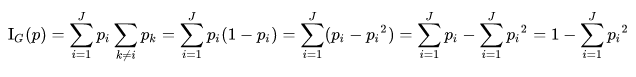 I_G(p) = \sum_{i=1}^{J} p_i \sum_{k≠i} p_k = \sum_{i=1}^{J} p_i(1 − p_i) = \sum_{i=1}^{J} (p_i − p_i^2) = \sum_{i=1}^{J} p_i − \sum_{i=1}^{J} p_i^2 = 1 − \sum_{i=1}^{J} p_i^2